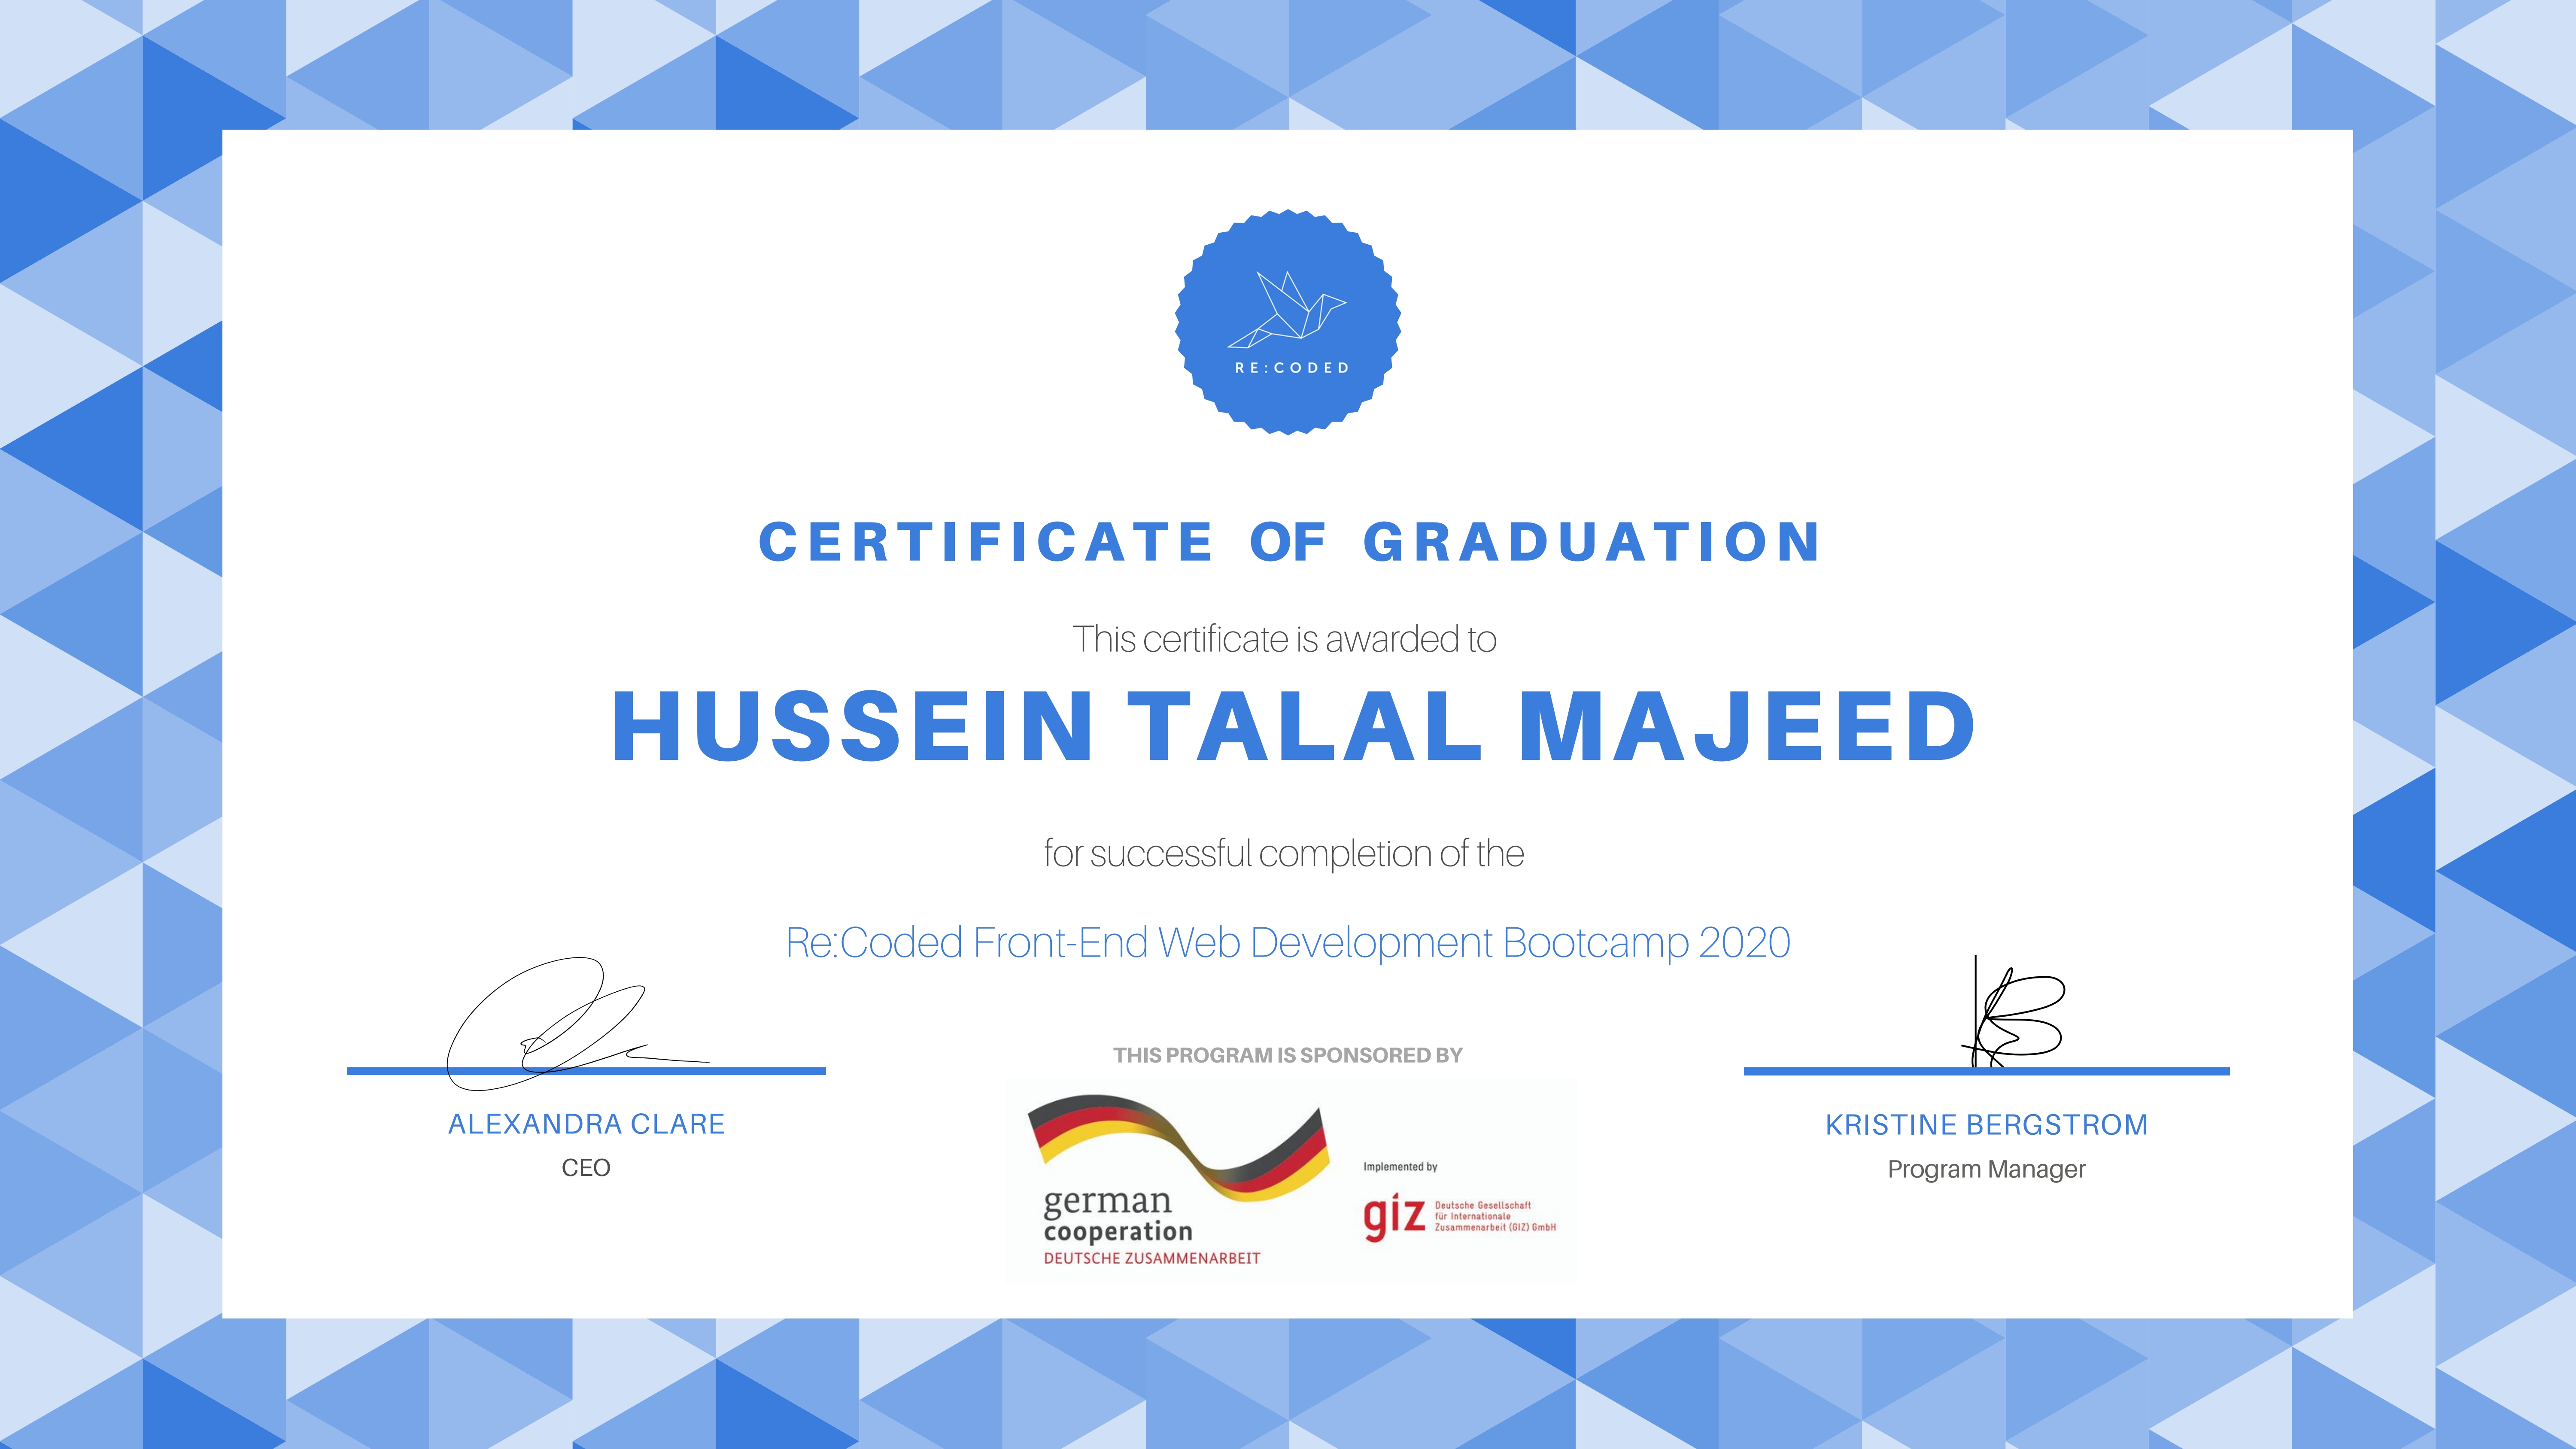 RE:CODED
CERTIFICATE OF GRADUATION
This certificate is awarded to
HUSSEIN TALAL MAJEED
for successful completion of the
Re:Coded Front-End Web Development Bootcamp 2020
ALEXANDRA CLARE
CEO
THIS PROGRAM IS SPONSORED BY
german
cooperation
DEUTSCHE ZUSAMMENARBEIT
Implemented by
giz
Deutsche Gesellschaft
für Internationale
Zusammenarbeit (GIZ) GmbH
KRISTINE BERGSTROM
Program Manager